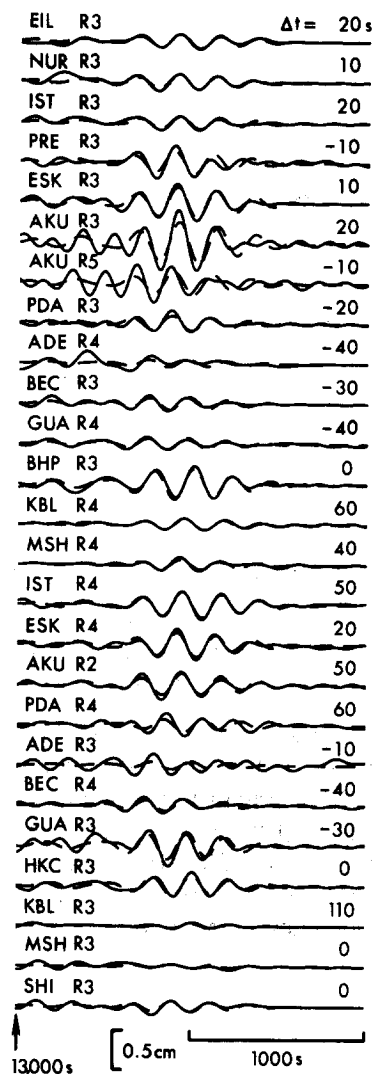 EIL R3 Δt= 20s
NUR R3 10
IST R3 20
PRE R3 -10
ESK R3 10
AKU R3 20
AKU R5 -10
PDA R3 -20
ADE R4 -40
BEC R3 -30
GUA R4 -40
BHP R3 0
KBL R4 60
MSH R4 40
IST R4 50
ESK R4 20
AKU R2 50
PDA R4 60
ADE R3 -10
BEC R4 -40
GUA R3 -30
HKC R3 0
KBL R3 110
MSH R3 0
SHI R3 0
13000s 0.5cm 1000s